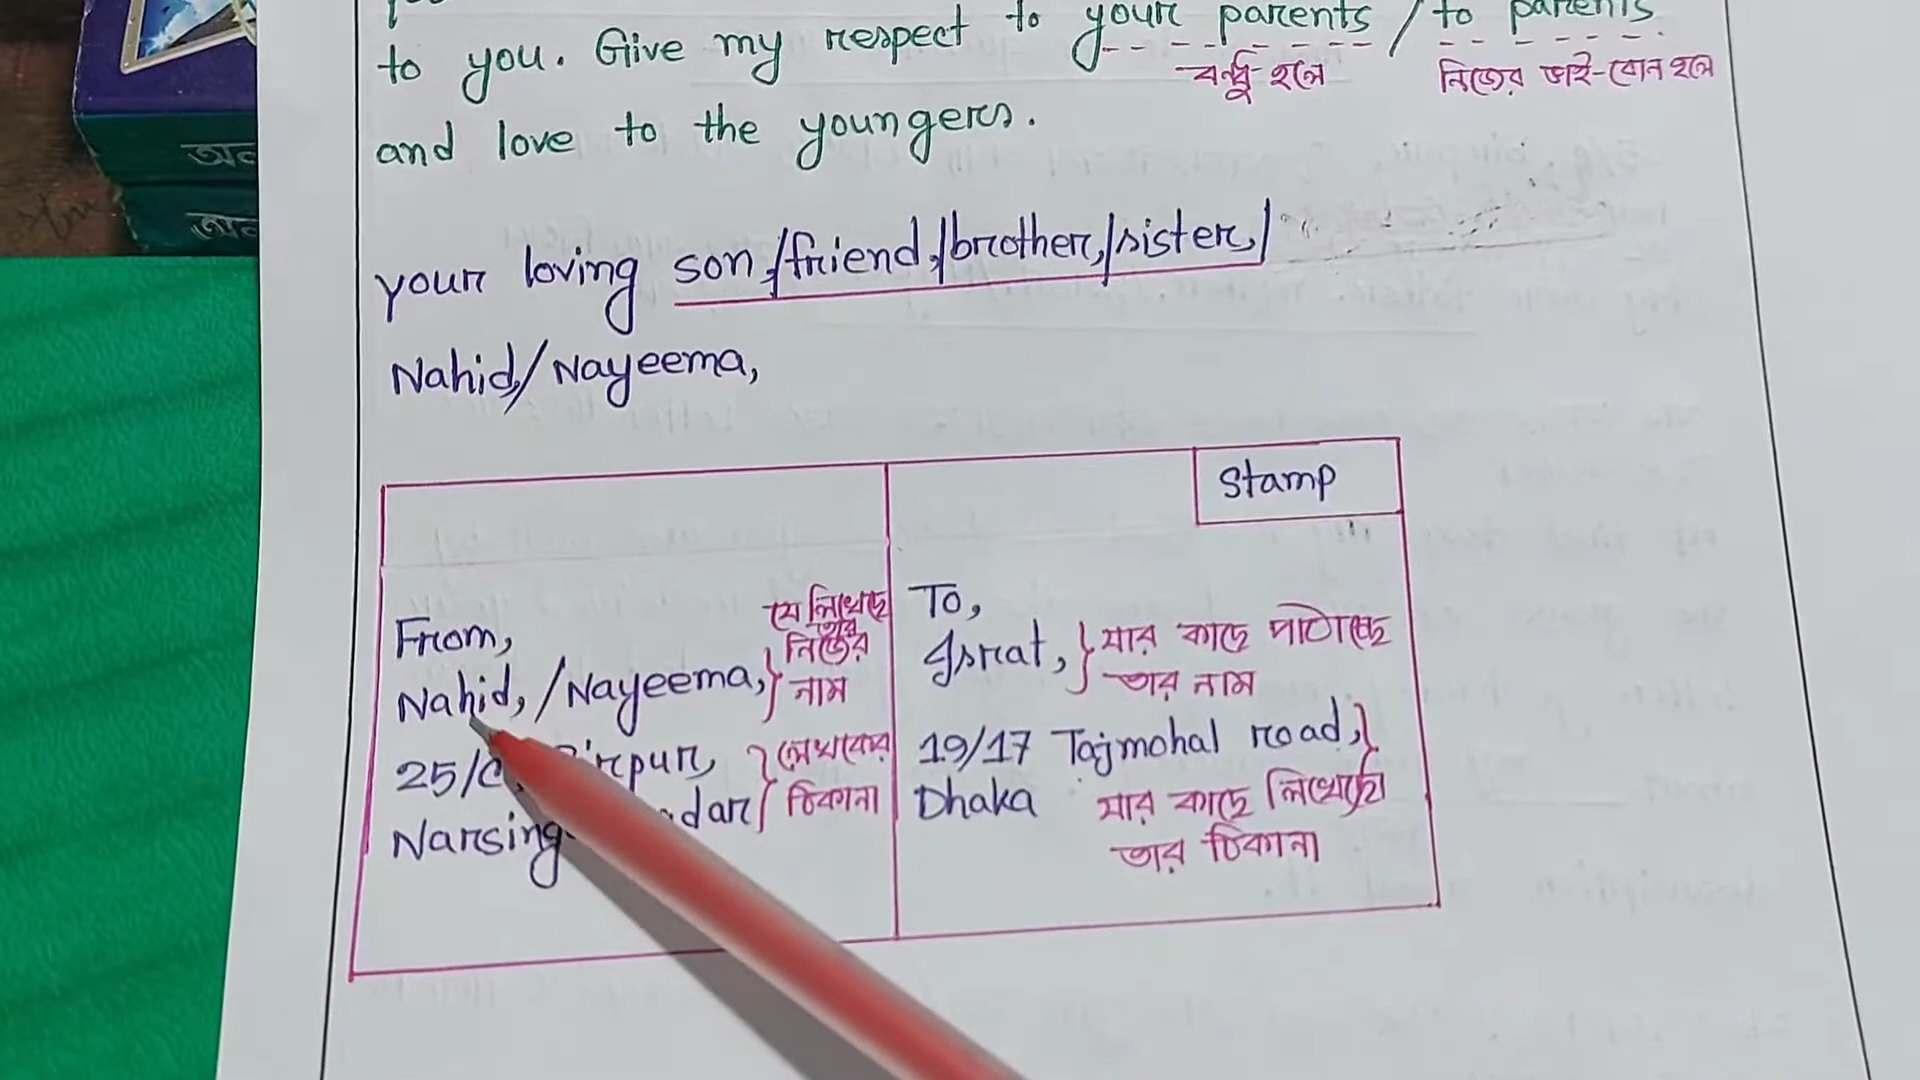 to you. Give my respect to your parents / to parents
বন্ধু হলে
নিজের ভাই-বোন হলে
and love to the youngers.
your loving son,/friend,/brother,/sister,/
Nahid,/Nayeema,
Stamp
From,
Nahid,/Nayeema,
যে লিখেছে
তার
নিজের
নাম
25/C,
Narsing
লেখকের
ঠিকানা
To,
Israt,
যার কাছে পাঠাচ্ছে
তার নাম
19/17 Tajmohal road,
Dhaka
যার কাছে লিখেছো
তার ঠিকানা